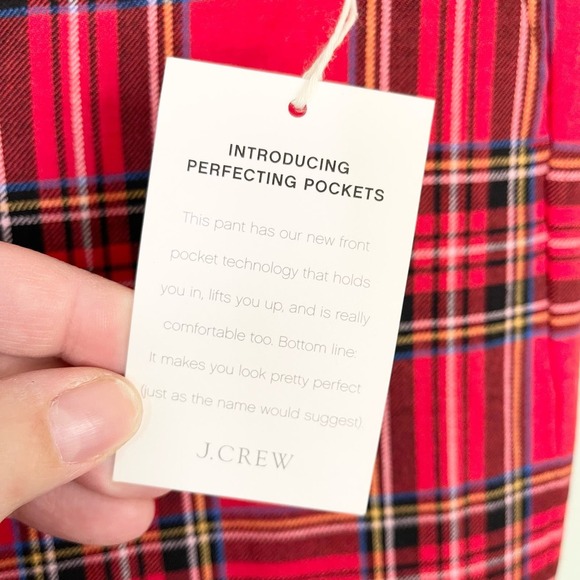 INTRODUCING
PERFECTING POCKETS
This pant has our new front
pocket technology that holds
you in, lifts you up, and is really
comfortable too. Bottom line:
it makes you look pretty perfect
(just as the name would suggest).
J.CREW